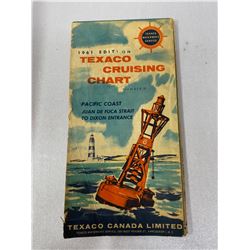 1961 EDITION
TEXACO
CRUISING
CHART
PACIFIC COAST
JUAN DE FUCA STRAIT
TO DIXON ENTRANCE
TEXACO CANADA LIMITED